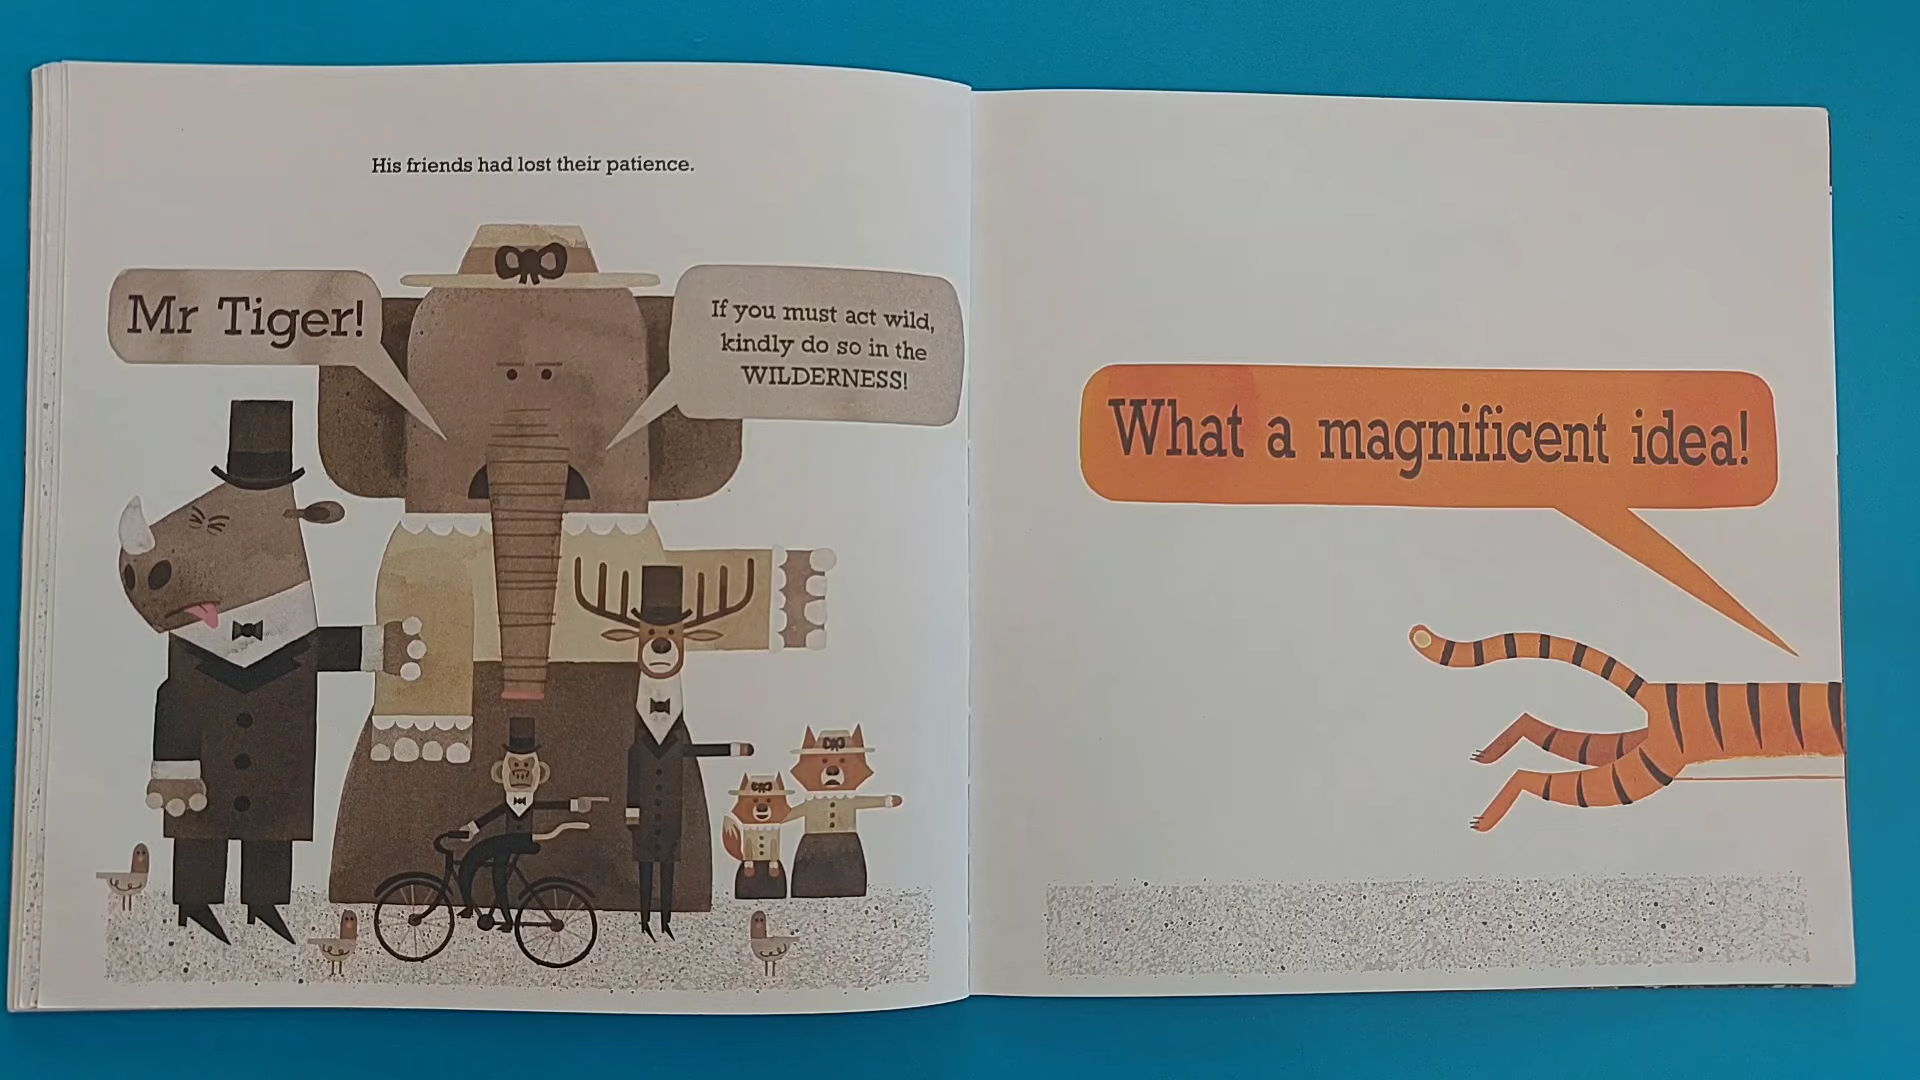 His friends had lost their patience.
Mr Tiger!
If you must act wild,
kindly do so in the
WILDERNESS!
What a magnificent idea!